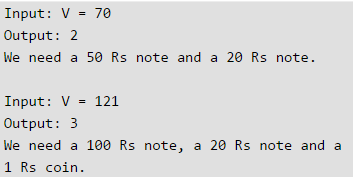 Input: V = 70
Output: 2
We need a 50 Rs note and a 20 Rs note.

Input: V = 121
Output: 3
We need a 100 Rs note, a 20 Rs note and a
1 Rs coin.